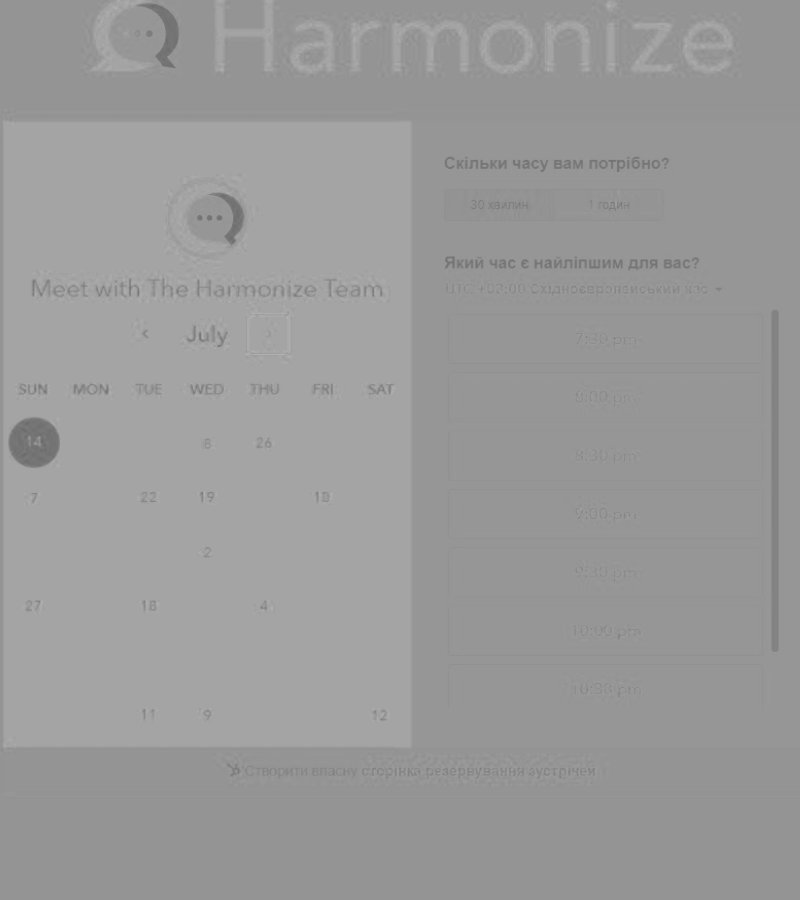 Harmonize
Meet with The Harmonize Team
July
SUN MON TUE WED THU FRI SAT
14 8 26
7 22 19 18
2
27 18 4
11 9 12
Скільки часу вам потрібно?
30 хвилин 1 годин
Який час є найліпшим для вас?
UTC +02:00 Східноєвропейський час
7:30 pm
8:00 pm
8:30 pm
9:00 pm
9:30 pm
10:00 pm
10:30 pm
Створити власну сторінка резервування зустрічей